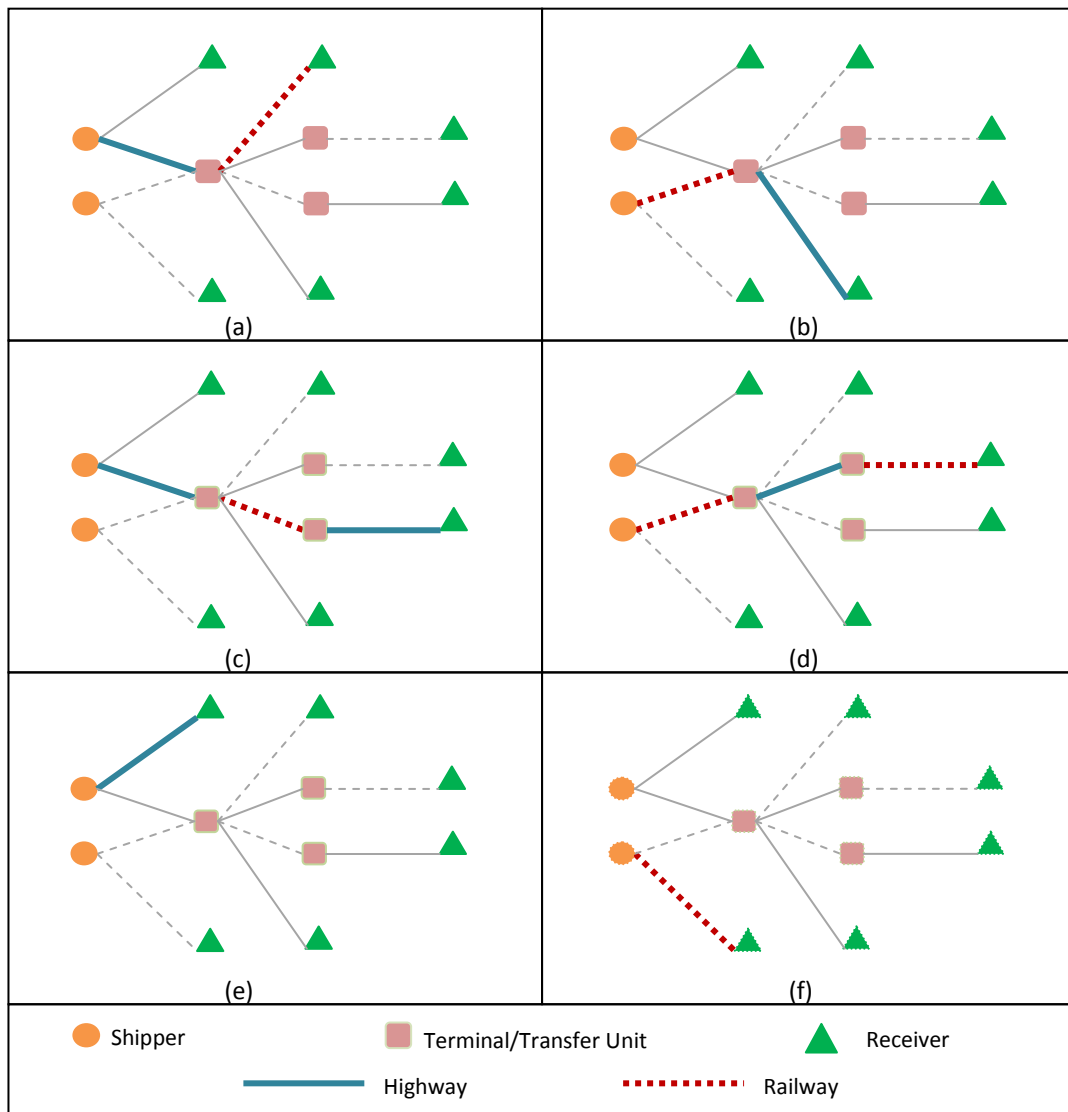 (a)
(b)
(c)
(d)
(e)
(f)
Shipper
Terminal/Transfer Unit
Receiver
Highway
Railway